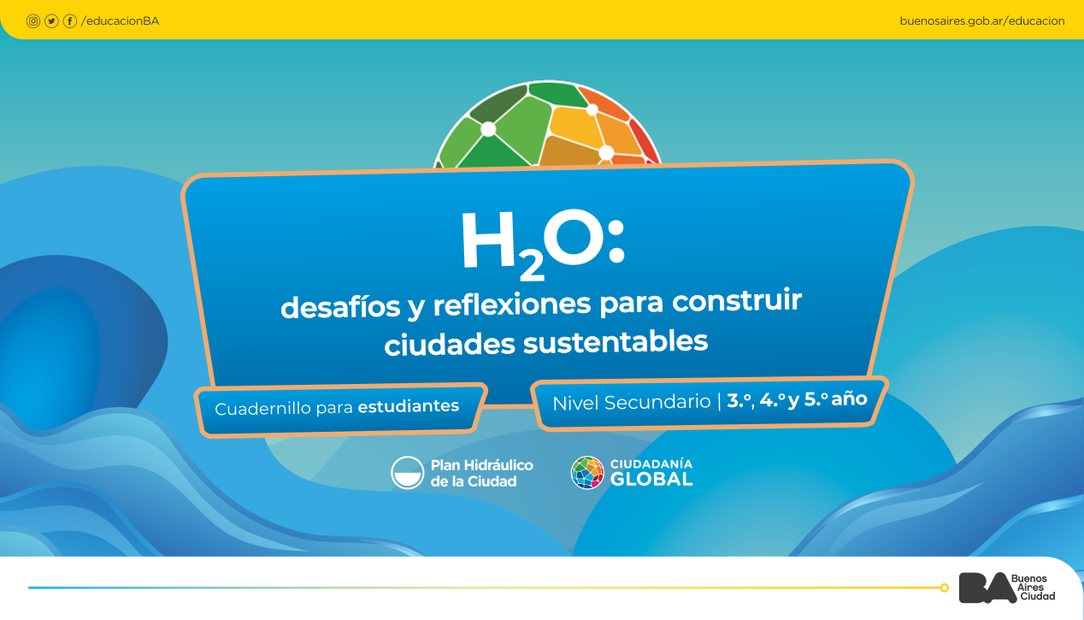 /educacionBA
buenosaires.gob.ar/educacion
H₂O:
desafíos y reflexiones para construir
ciudades sustentables
Cuadernillo para estudiantes
Nivel Secundario | 3.°, 4.° y 5.° año
Plan Hidráulico
de la Ciudad
CIUDADANÍA
GLOBAL
BA
Buenos
Aires
Ciudad